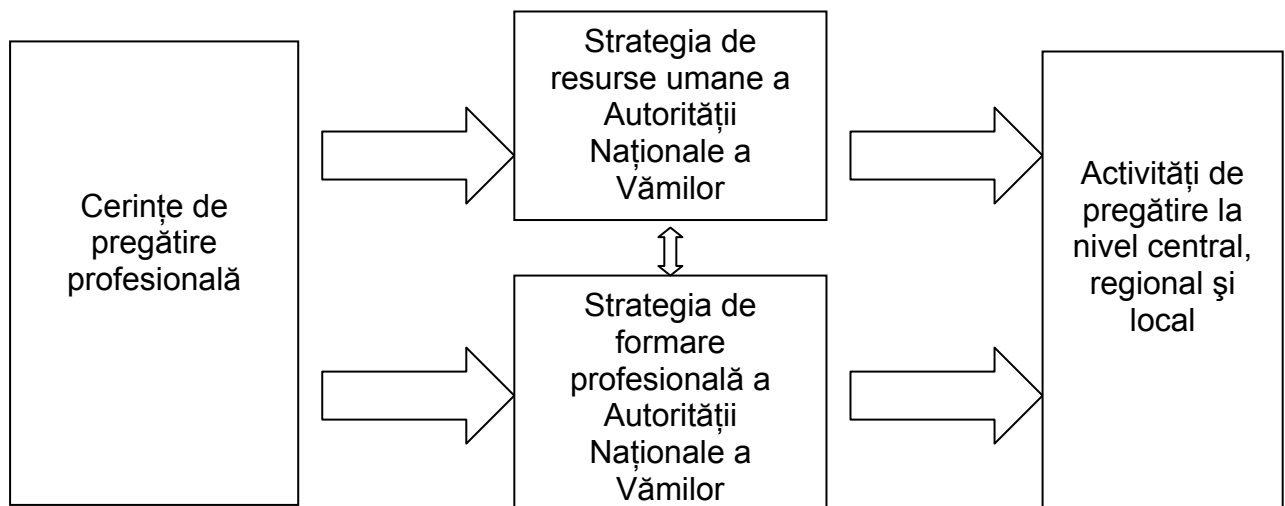 Cerințe de
pregătire
profesională
Strategia de
resurse umane a
Autorității
Naționale a
Vămilor
Strategia de
formare
profesională a
Autorității
Naționale a
Vămilor
Activități de
pregătire la
nivel central,
regional şi
local